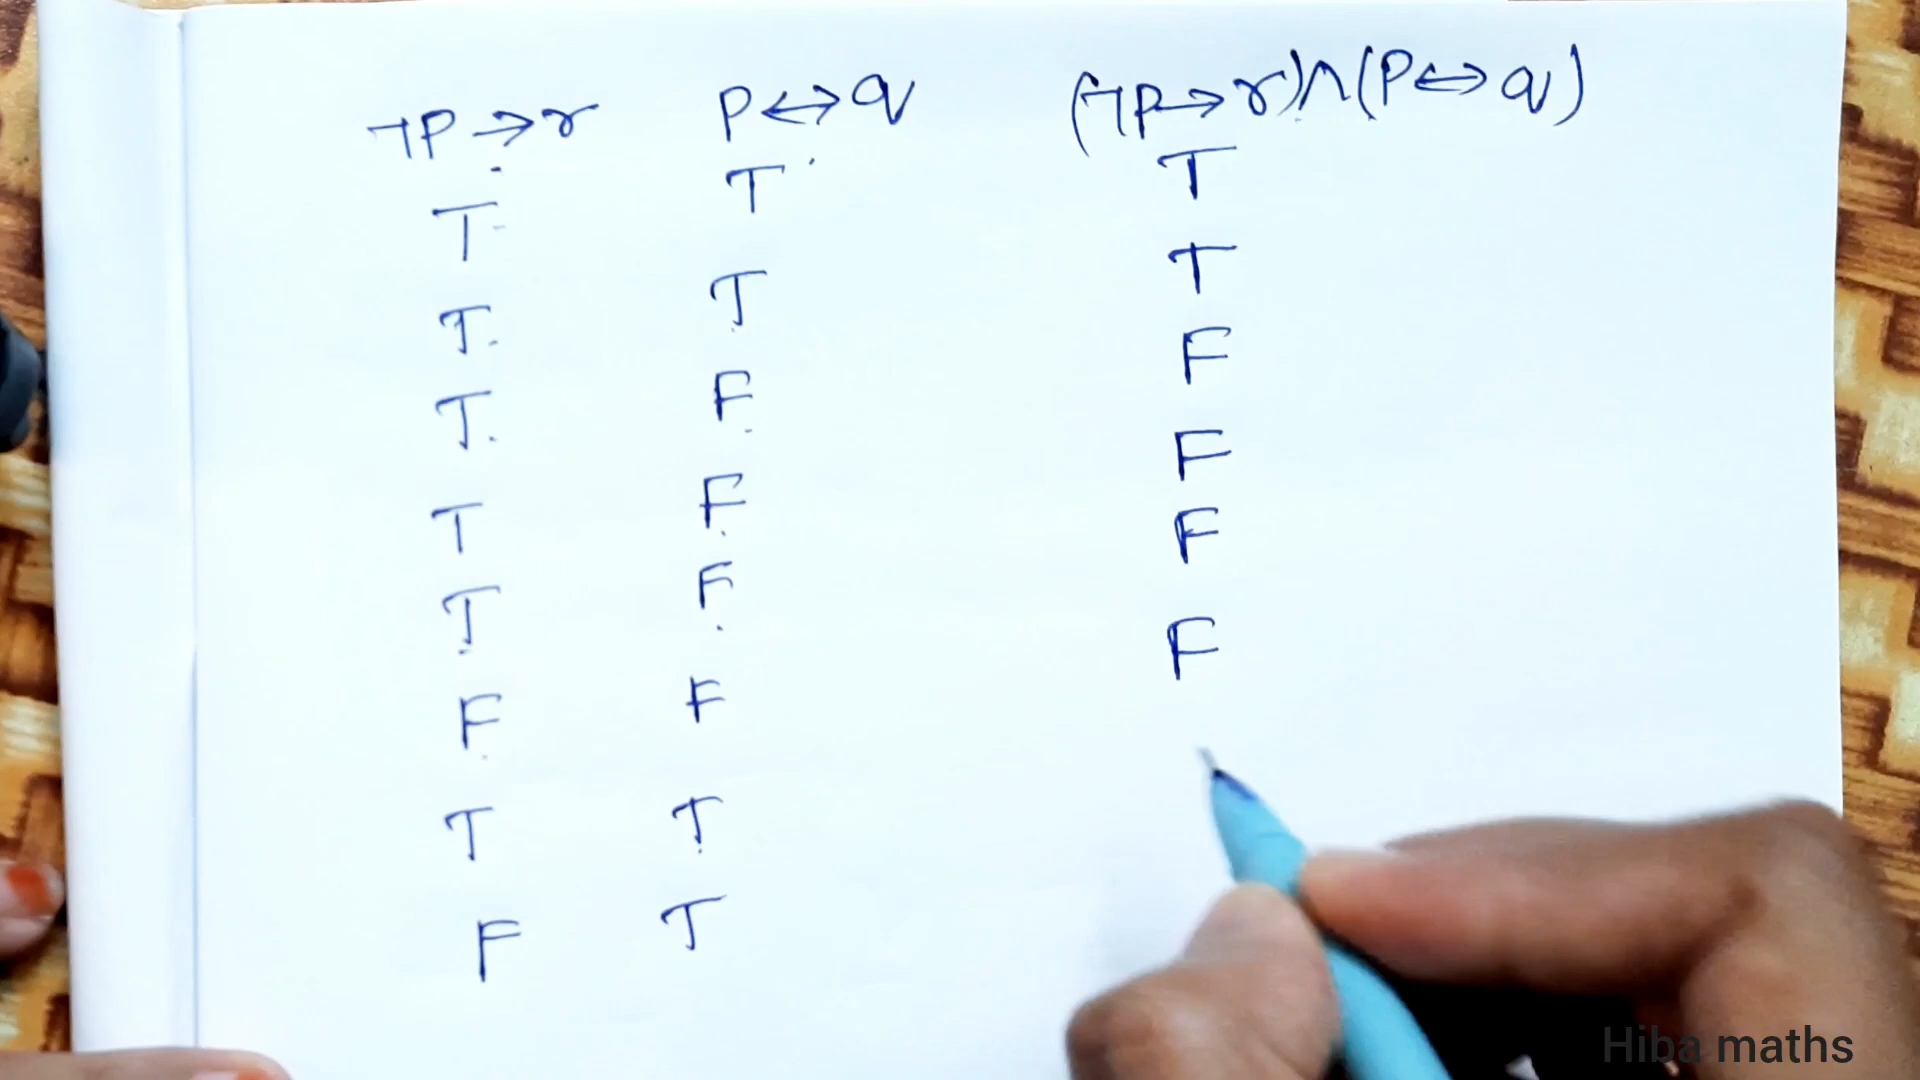 ¬P→r P↔q (¬P→r)∧(P↔q)
T T T
T T T
T F F
T F F
T F F
F F F
T T
F T
Hiba maths